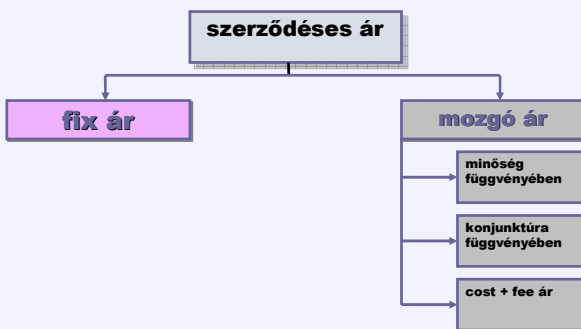 szerződéses ár
fix ár
mozgó ár
minőség
függvényében
konjunktúra
függvényében
cost + fee ár